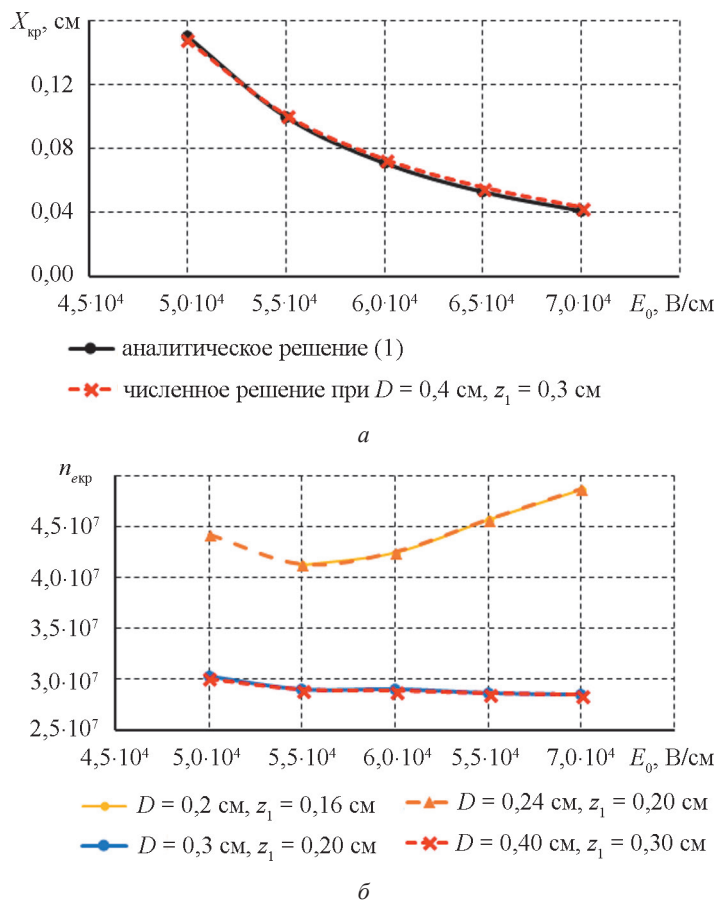 Xкр, см
0,12
0,08
0,04
0,00
4,5·10⁴ 5,0·10⁴ 5,5·10⁴ 6,0·10⁴ 6,5·10⁴ 7,0·10⁴ E₀, В/см
аналитическое решение (1)
численное решение при D = 0,4 см, z₁ = 0,3 см
а
nекр
4,5·10⁷
4,0·10⁷
3,5·10⁷
3,0·10⁷
2,5·10⁷
4,5·10⁴ 5,0·10⁴ 5,5·10⁴ 6,0·10⁴ 5,5·10⁴ 7,0·10⁴ E₀, В/см
D = 0,2 см, z₁ = 0,16 см D = 0,24 см, z₁ = 0,20 см
D = 0,3 см, z₁ = 0,20 см D = 0,40 см, z₁ = 0,30 см
б